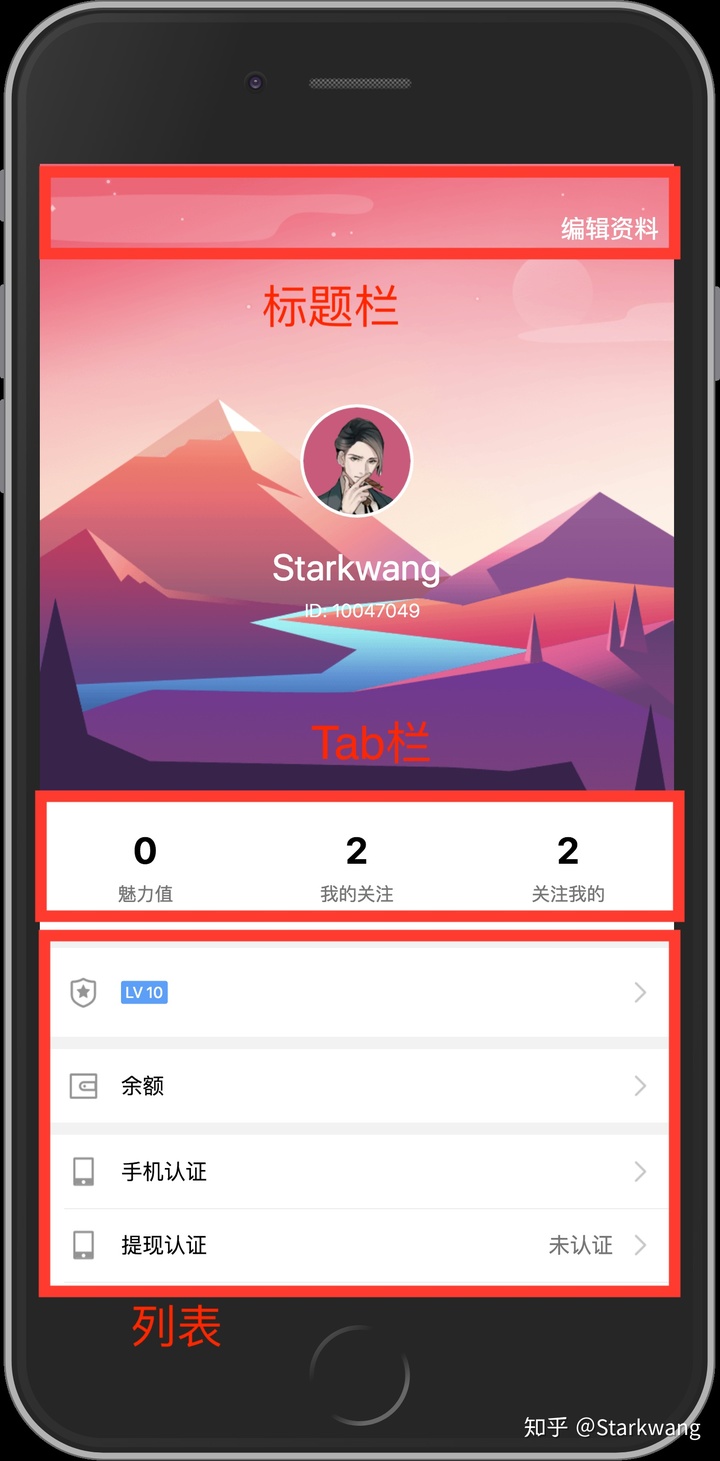 编辑资料
标题栏
Starkwang
ID: 10047049
Tab栏
0 2 2
魅力值 我的关注 关注我的
LV 10
余额
手机认证
提现认证 未认证
列表
知乎 @Starkwang